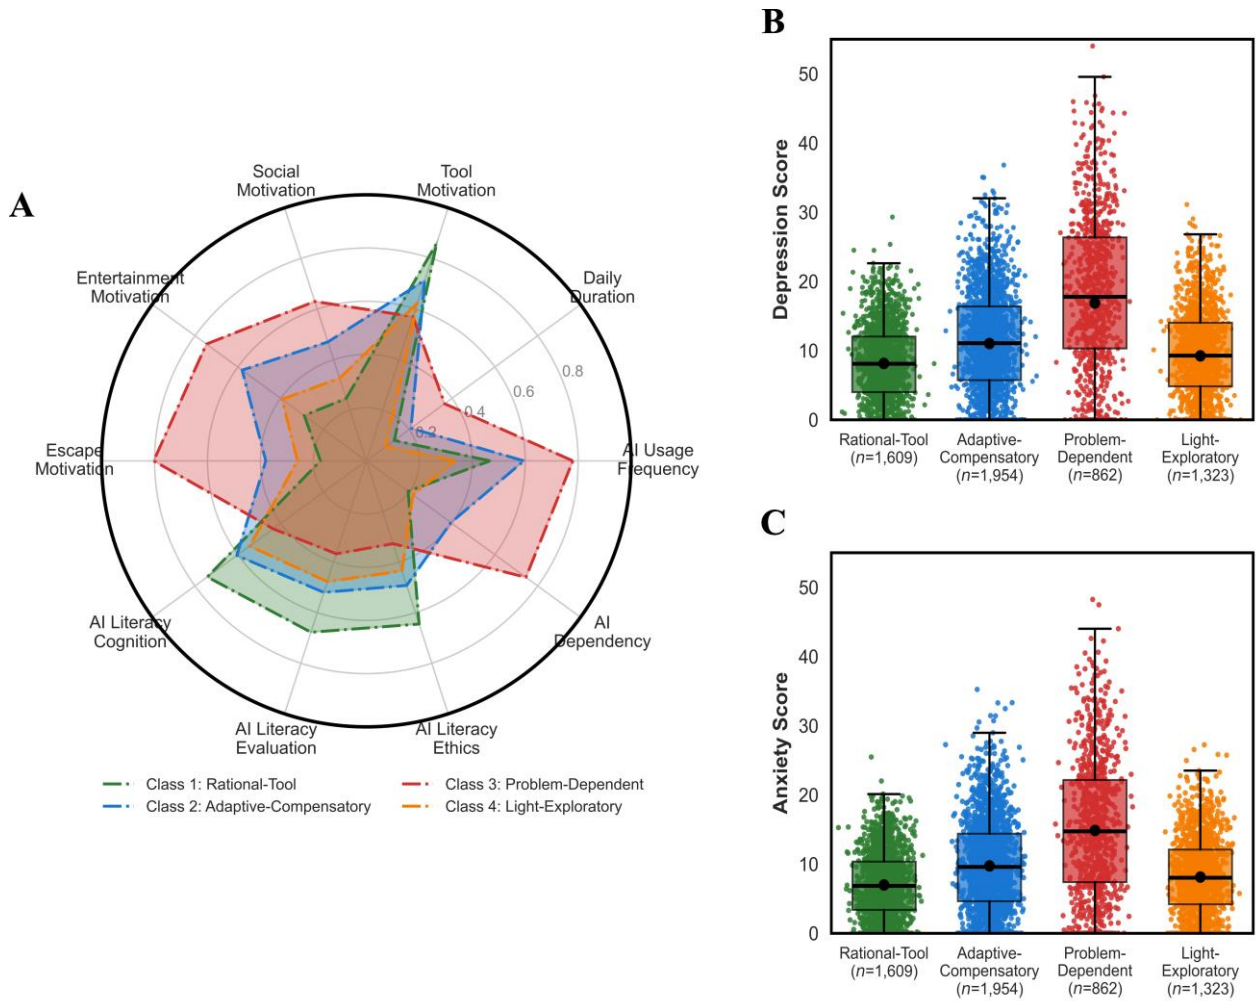 A
Social
Motivation
Tool
Motivation
Entertainment
Motivation
Daily
Duration
0.8
0.6
0.4
0.2
Escape
Motivation
AI Usage
Frequency
AI Literacy
Cognition
AI
Dependency
AI Literacy
Evaluation
AI Literacy
Ethics
Class 1: Rational-Tool
Class 2: Adaptive-Compensatory
Class 3: Problem-Dependent
Class 4: Light-Exploratory
B
Depression Score
50
40
30
20
10
0
Rational-Tool
(n=1,609)
Adaptive-
Compensatory
(n=1,954)
Problem-
Dependent
(n=862)
Light-
Exploratory
(n=1,323)
C
Anxiety Score
50
40
30
20
10
0
Rational-Tool
(n=1,609)
Adaptive-
Compensatory
(n=1,954)
Problem-
Dependent
(n=862)
Light-
Exploratory
(n=1,323)